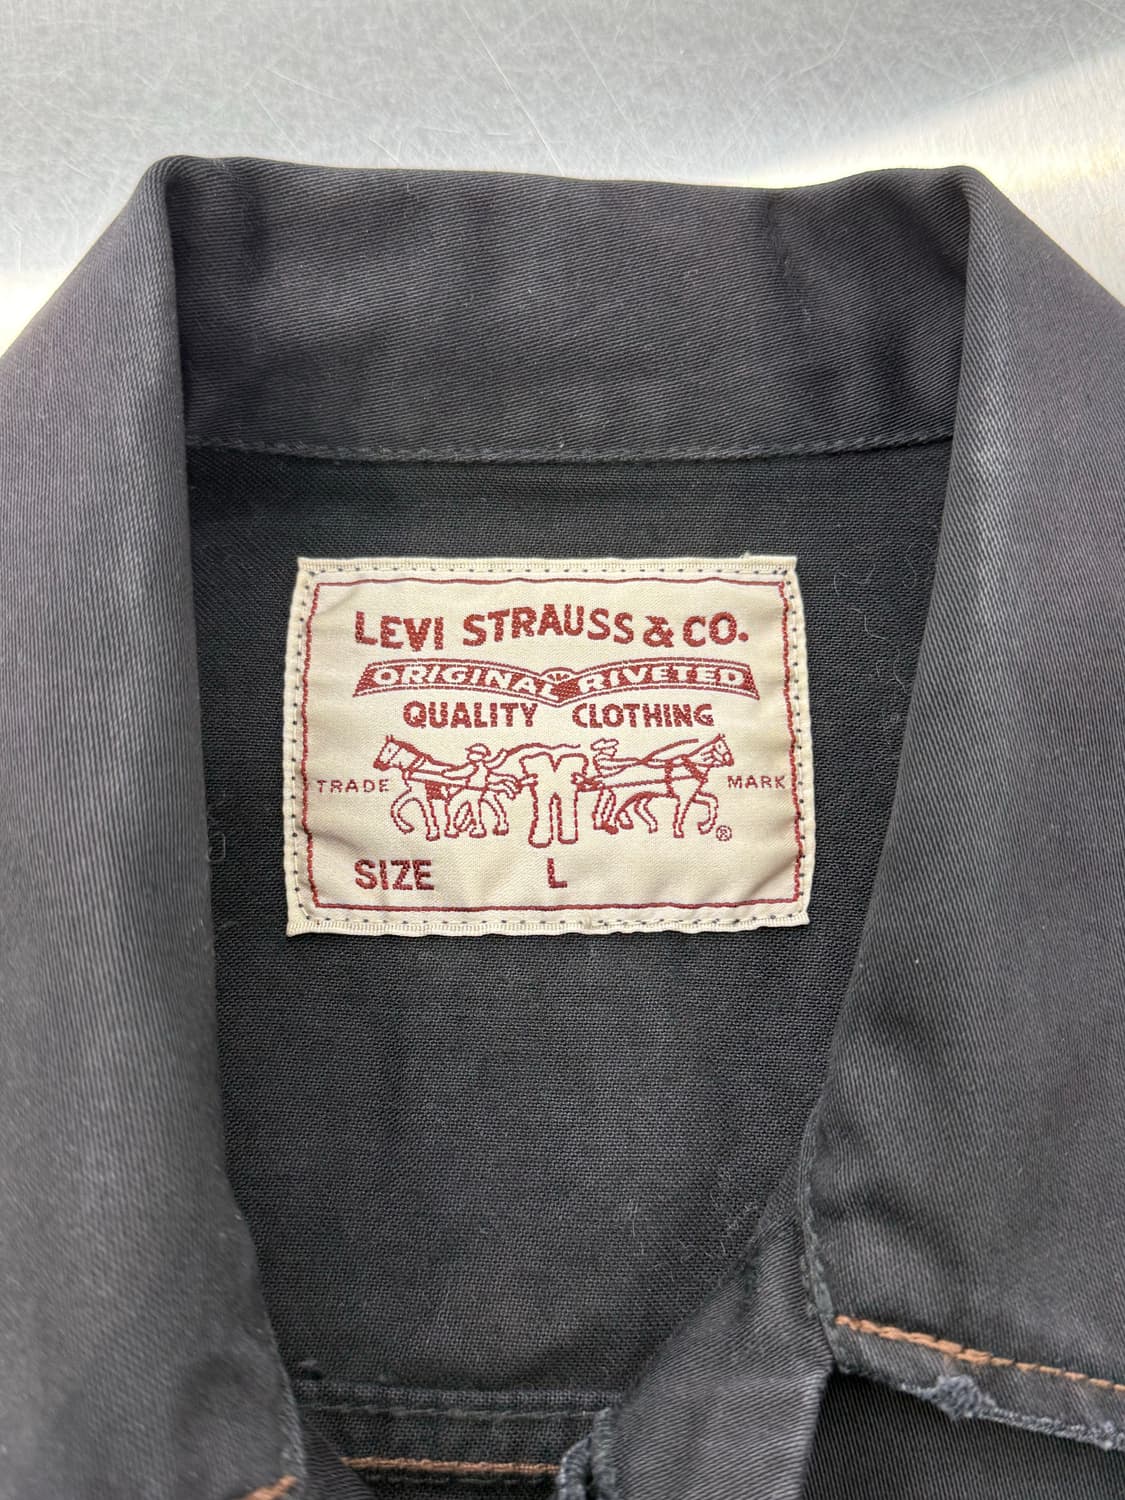 LEVI STRAUSS & CO.
ORIGINAL RIVETED
QUALITY CLOTHING
TRADE MARK
®
SIZE L